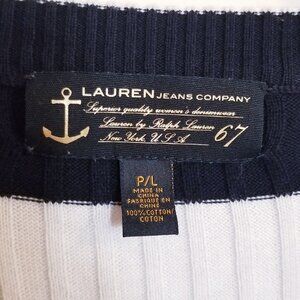 LAUREN JEANS COMPANY
Superior quality women's denimwear
Lauren by Ralph Lauren
New York U S A
67
P/L
MADE IN
CHINA
FABRIQUÉ EN
CHINE
100% COTTON/
COTON